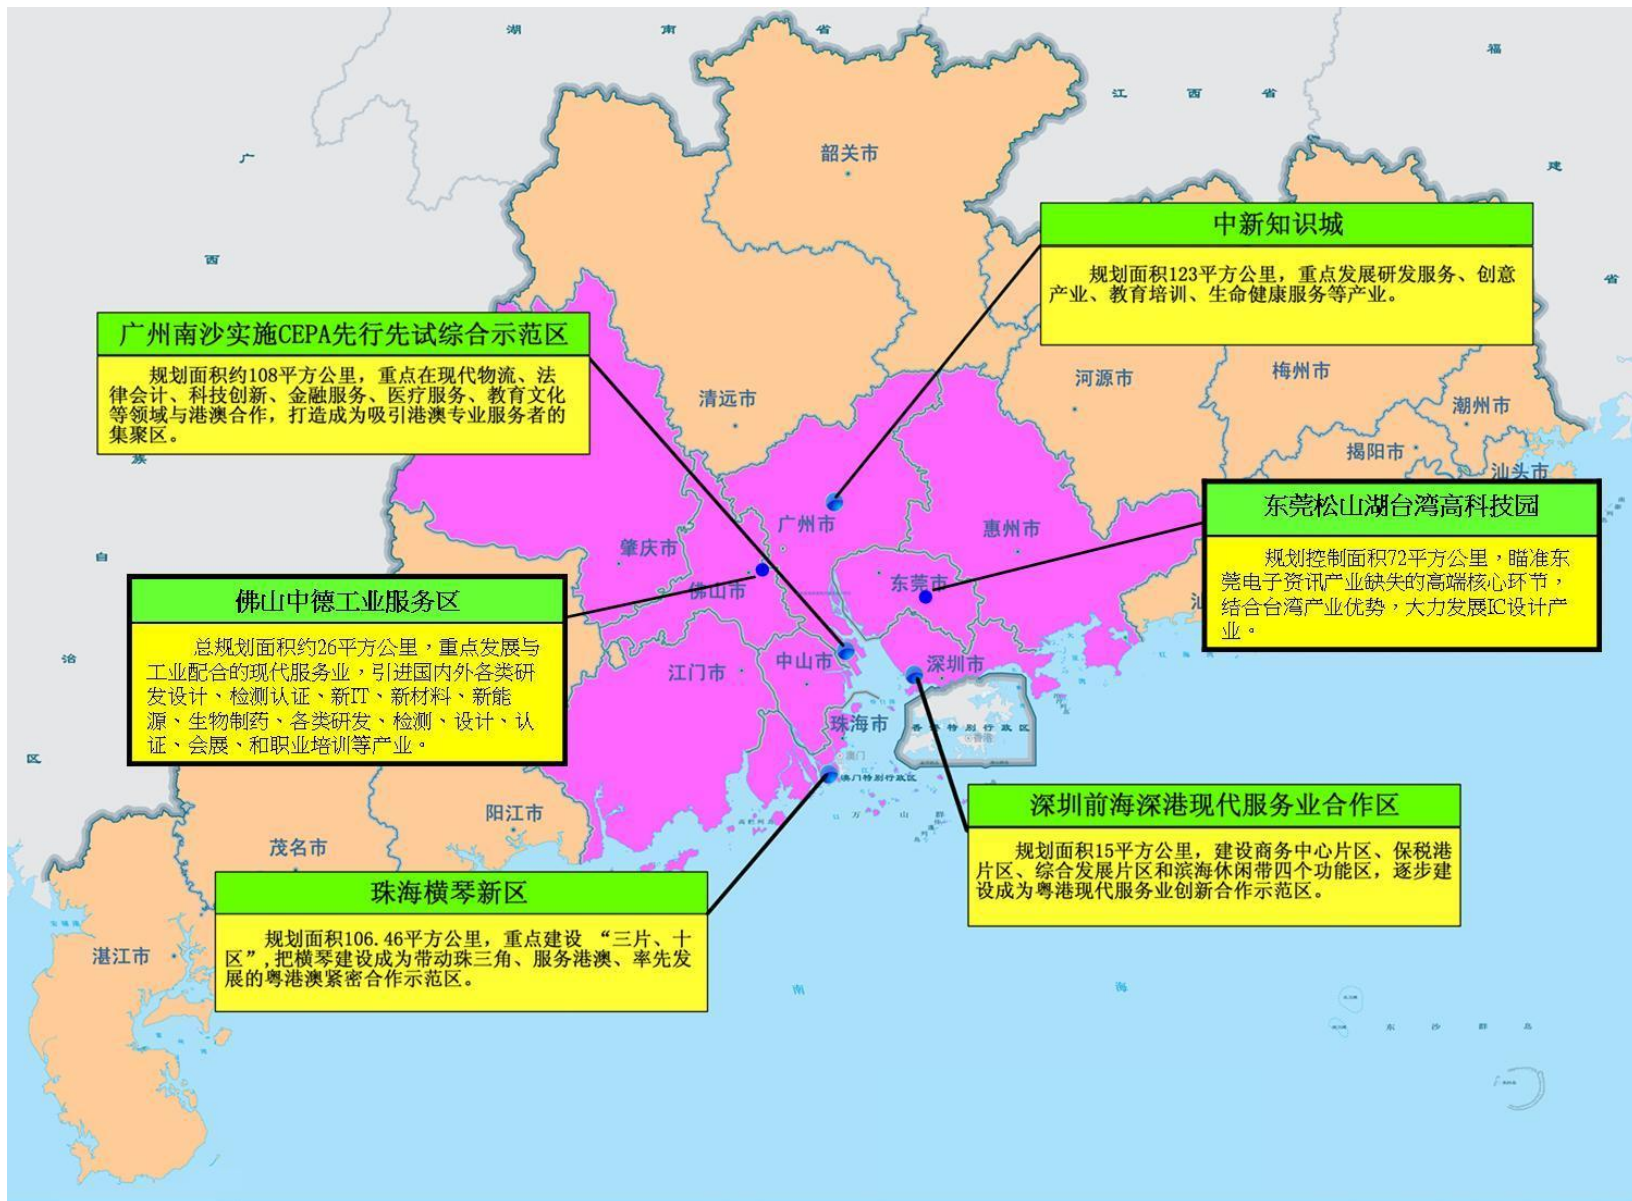 湖 南 省
福
江 西 省
广
韶关市
建
中新知识城
规划面积123平方公里，重点发展研发服务、创意
产业、教育培训、生命健康服务等产业。
西
省
广州南沙实施CEPA先行先试综合示范区
规划面积约108平方公里，重点在现代物流、法
律会计、科技创新、金融服务、医疗服务、教育文化
等领域与港澳合作，打造成为吸引港澳专业服务者的
集聚区。
清远市
河源市
梅州市
潮州市
揭阳市
汕头市
族
东莞松山湖台湾高科技园
规划控制面积72平方公里，瞄准东
莞电子资讯产业缺失的高端核心环节，
结合台湾产业优势，大力发展IC设计产
业。
广州市
惠州市
肇庆市
自
佛山市
东莞市
汕
佛山中德工业服务区
总规划面积约26平方公里，重点发展与
工业配合的现代服务业，引进国内外各类研
发设计、检测认证、新IT、新材料、新能
源、生物制药、各类研发、检测、设计、认
证、会展、和职业培训等产业。
治
江门市
中山市
深圳市
珠海市
香港特别行政区
香港
澳门
澳门特别行政区
区
阳江市
万 山 群
深圳前海深港现代服务业合作区
规划面积15平方公里，建设商务中心片区、保税港
片区、综合发展片区和滨海休闲带四个功能区，逐步建
设成为粤港现代服务业创新合作示范区。
茂名市
珠海横琴新区
规划面积106.46平方公里，重点建设 “三片、十
区”,把横琴建设成为带动珠三角、服务港澳、率先发
展的粤港澳紧密合作示范区。
湛江市
南 海
东 沙 群 岛